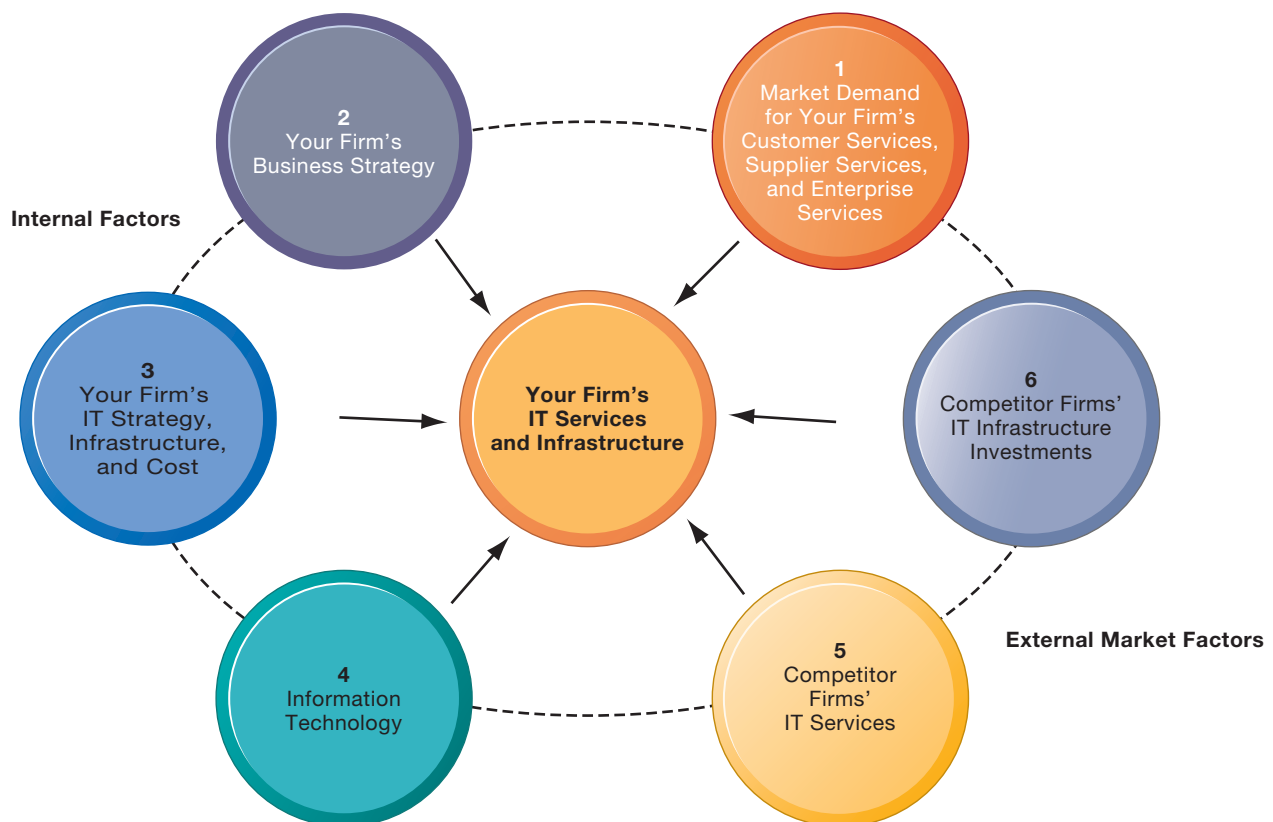 1
Market Demand
for Your Firm's
Customer Services,
Supplier Services,
and Enterprise
Services
2
Your Firm's
Business Strategy
Internal Factors
3
Your Firm's
IT Strategy,
Infrastructure,
and Cost
Your Firm's
IT Services
and Infrastructure
6
Competitor Firms'
IT Infrastructure
Investments
4
Information
Technology
5
Competitor
Firms'
IT Services
External Market Factors